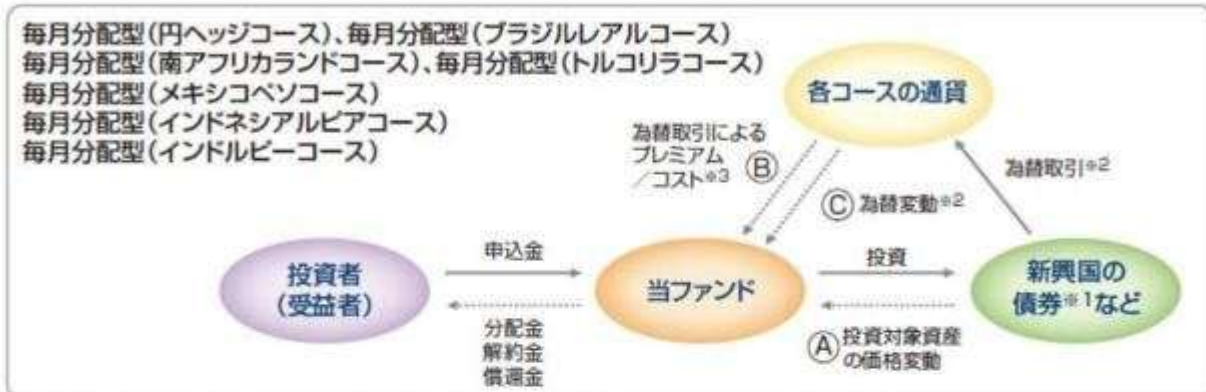 毎月分配型(円ヘッジコース)、毎月分配型(ブラジルレアルコース)
毎月分配型(南アフリカランドコース)、毎月分配型(トルコリラコース)
毎月分配型(メキシコペソコース)
毎月分配型(インドネシアルピアコース)
毎月分配型(インドルピーコース)
各コースの通貨
為替取引による
プレミアム
／コスト※3
Ⓑ
Ⓒ 為替変動※2
為替取引※2
投資者
(受益者)
申込金
分配金
解約金
償還金
当ファンド
投資
Ⓐ 投資対象資産
の価格変動
新興国の
債券※1など